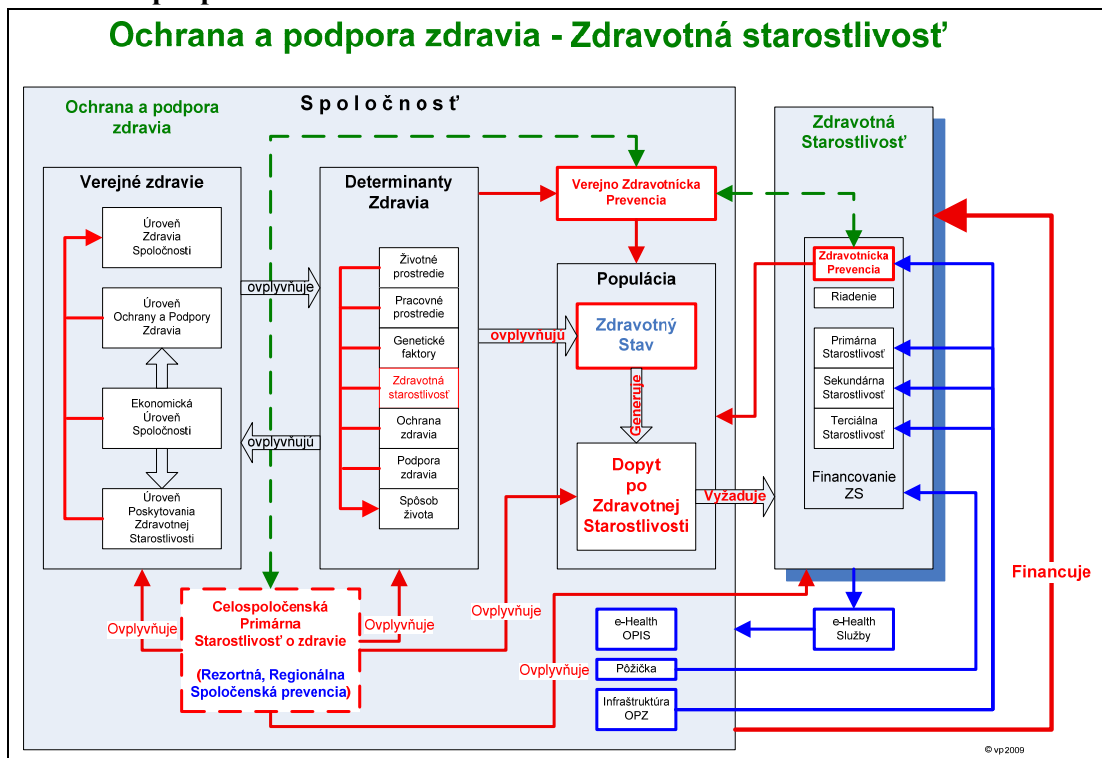 Ochrana a podpora zdravia - Zdravotná starostlivosť
Spoločnosť
Ochrana a podpora
zdravia
Verejné zdravie
Úroveň
Zdravia
Spoločnosti
Úroveň
Ochrany a Podpory
Zdravia
Ekonomická
Úroveň
Spoločnosti
Úroveň
Poskytovania
Zdravotnej
Starostlivosti
ovplyvňuje
ovplyvňujú
Determinanty
Zdravia
Životné
prostredie
Pracovné
prostredie
Genetické
faktory
Zdravotná
starostlivosť
Ochrana
zdravia
Podpora
zdravia
Spôsob
života
Verejno Zdravotnícka
Prevencia
ovplyvňujú
Populácia
Zdravotný
Stav
Generuje
Dopyt
po
Zdravotnej
Starostlivosti
Vyžaduje
Zdravotná
Starostlivosť
Zdravotnícka
Prevencia
Riadenie
Primárna
Starostlivosť
Sekundárna
Starostlivosť
Terciálna
Starostlivosť
Financovanie
ZS
Financuje
Ovplyvňuje
Celospoločenská
Primárna
Starostlivosť o zdravie
(Rezortná, Regionálna
Spoločenská prevencia)
Ovplyvňuje
Ovplyvňuje
Ovplyvňuje
e-Health
OPIS
Pôžička
Infraštruktúra
OPZ
e-Health
Služby
© vp2009